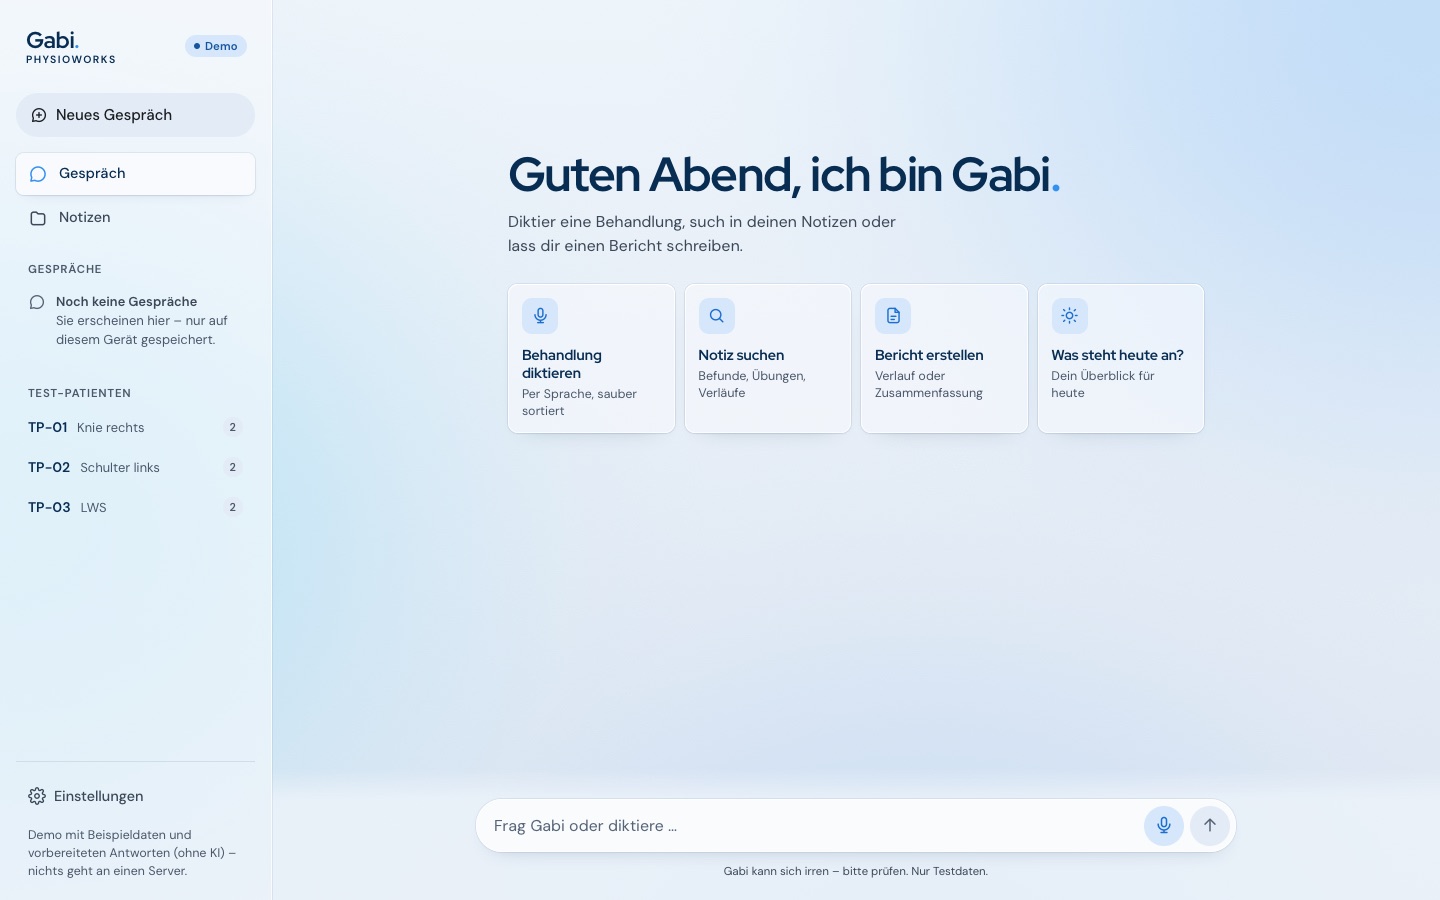 Gabi.
PHYSIOWORKS
Demo
Neues Gespräch
Gespräch
Notizen
GESPRÄCHE
Noch keine Gespräche
Sie erscheinen hier – nur auf
diesem Gerät gespeichert.
TEST-PATIENTEN
TP-01 Knie rechts 2
TP-02 Schulter links 2
TP-03 LWS 2
Einstellungen
Demo mit Beispieldaten und
vorbereiteten Antworten (ohne KI) –
nichts geht an einen Server.
Guten Abend, ich bin Gabi.
Diktier eine Behandlung, such in deinen Notizen oder
lass dir einen Bericht schreiben.
Behandlung
diktieren
Per Sprache, sauber
sortiert
Notiz suchen
Befunde, Übungen,
Verläufe
Bericht erstellen
Verlauf oder
Zusammenfassung
Was steht heute an?
Dein Überblick für
heute
Frag Gabi oder diktiere ...
Gabi kann sich irren – bitte prüfen. Nur Testdaten.